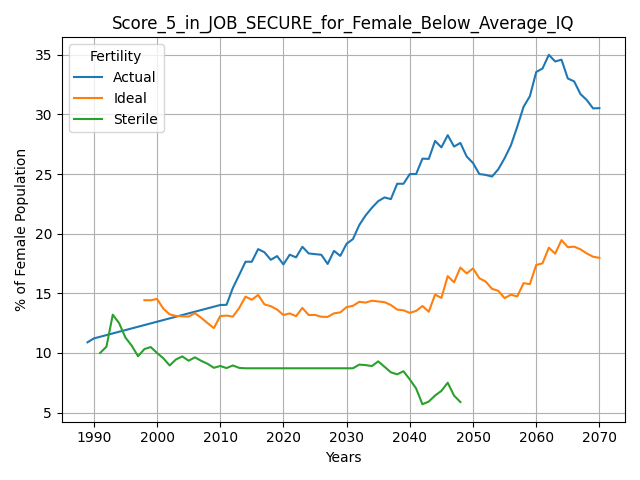 Score_5_in_JOB_SECURE_for_Female_Below_Average_IQ
Fertility
Actual
Ideal
Sterile
% of Female Population
35
30
25
20
15
10
5
1990 2000 2010 2020 2030 2040 2050 2060 2070
Years